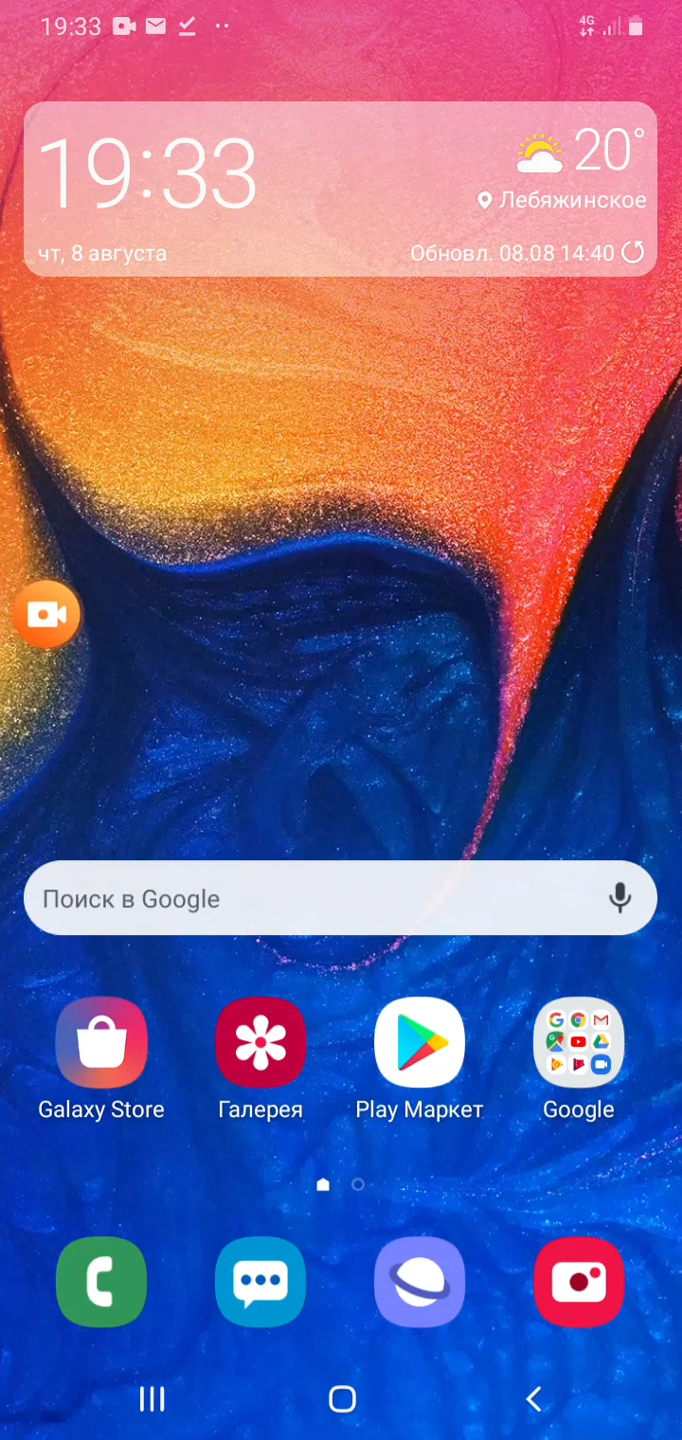 19:33
4G
19:33
20°
Лебяжинское
чт, 8 августа
Обновл. 08.08 14:40
Поиск в Google
Galaxy Store
Галерея
Play Маркет
Google